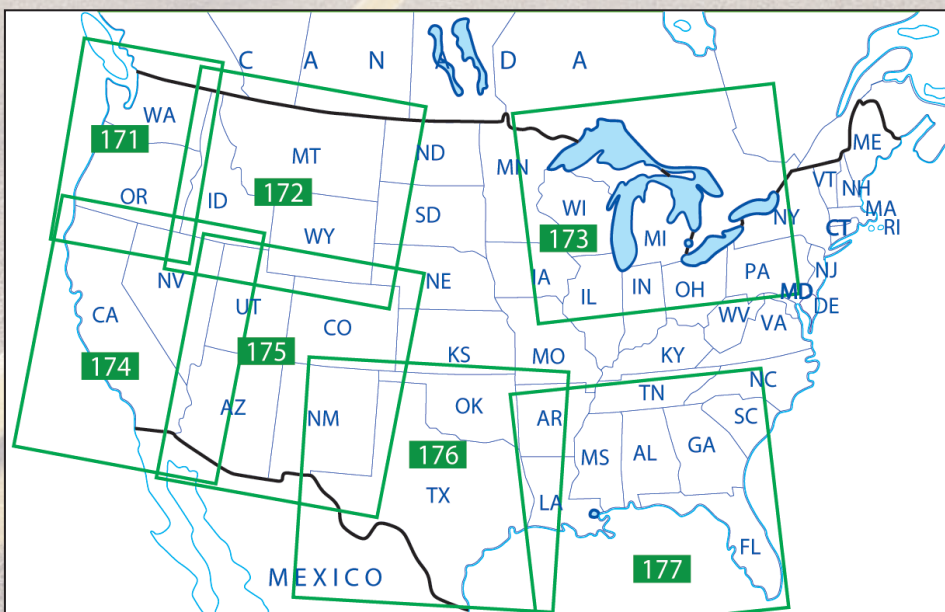 CANADA
WA
ME
171
MT
ND
MN
VT
NH
OR
ID
172
SD
WI
NY
MA
CT
RI
WY
173
MI
NV
NE
IA
PA
NJ
IL
IN
OH
MD
DE
CA
UT
CO
WV
VA
174
175
KS
MO
KY
NC
TN
AZ
NM
OK
AR
SC
176
MS
AL
GA
TX
LA
FL
MEXICO
177